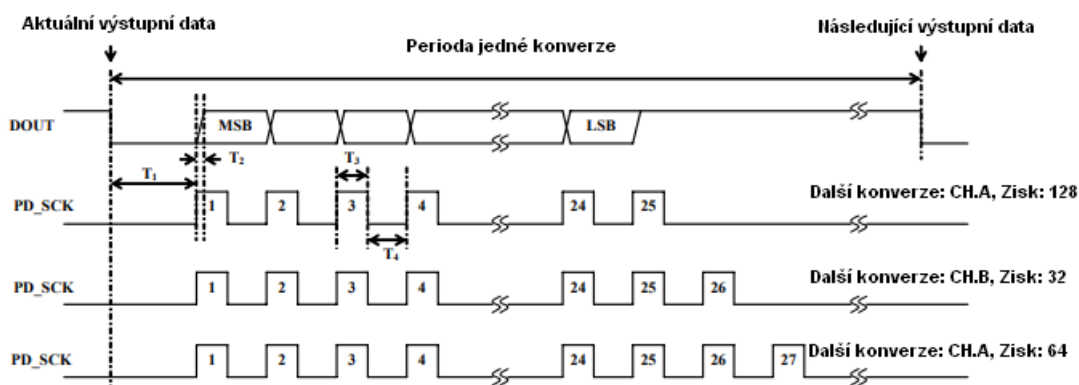 Aktuální výstupní data
Následující výstupní data
Perioda jedné konverze
DOUT
MSB
LSB
T2
T3
T1
PD_SCK
1
2
3
4
24
25
Další konverze: CH.A, Zisk: 128
T4
PD_SCK
1
2
3
4
24
25
26
Další konverze: CH.B, Zisk: 32
PD_SCK
1
2
3
4
24
25
26
27
Další konverze: CH.A, Zisk: 64